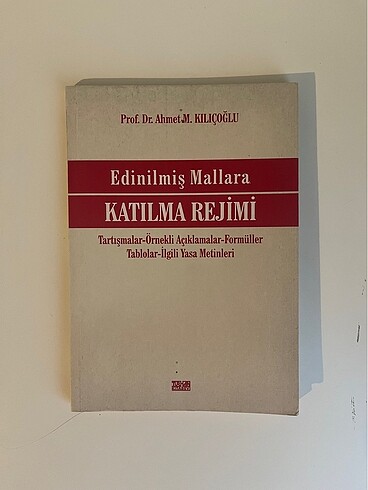 Prof. Dr. Ahmet M. KILIÇOĞLU
Edinilmiş Mallara
KATILMA REJİMİ
Tartışmalar-Örnekli Açıklamalar-Formüller
Tablolar-İlgili Yasa Metinleri